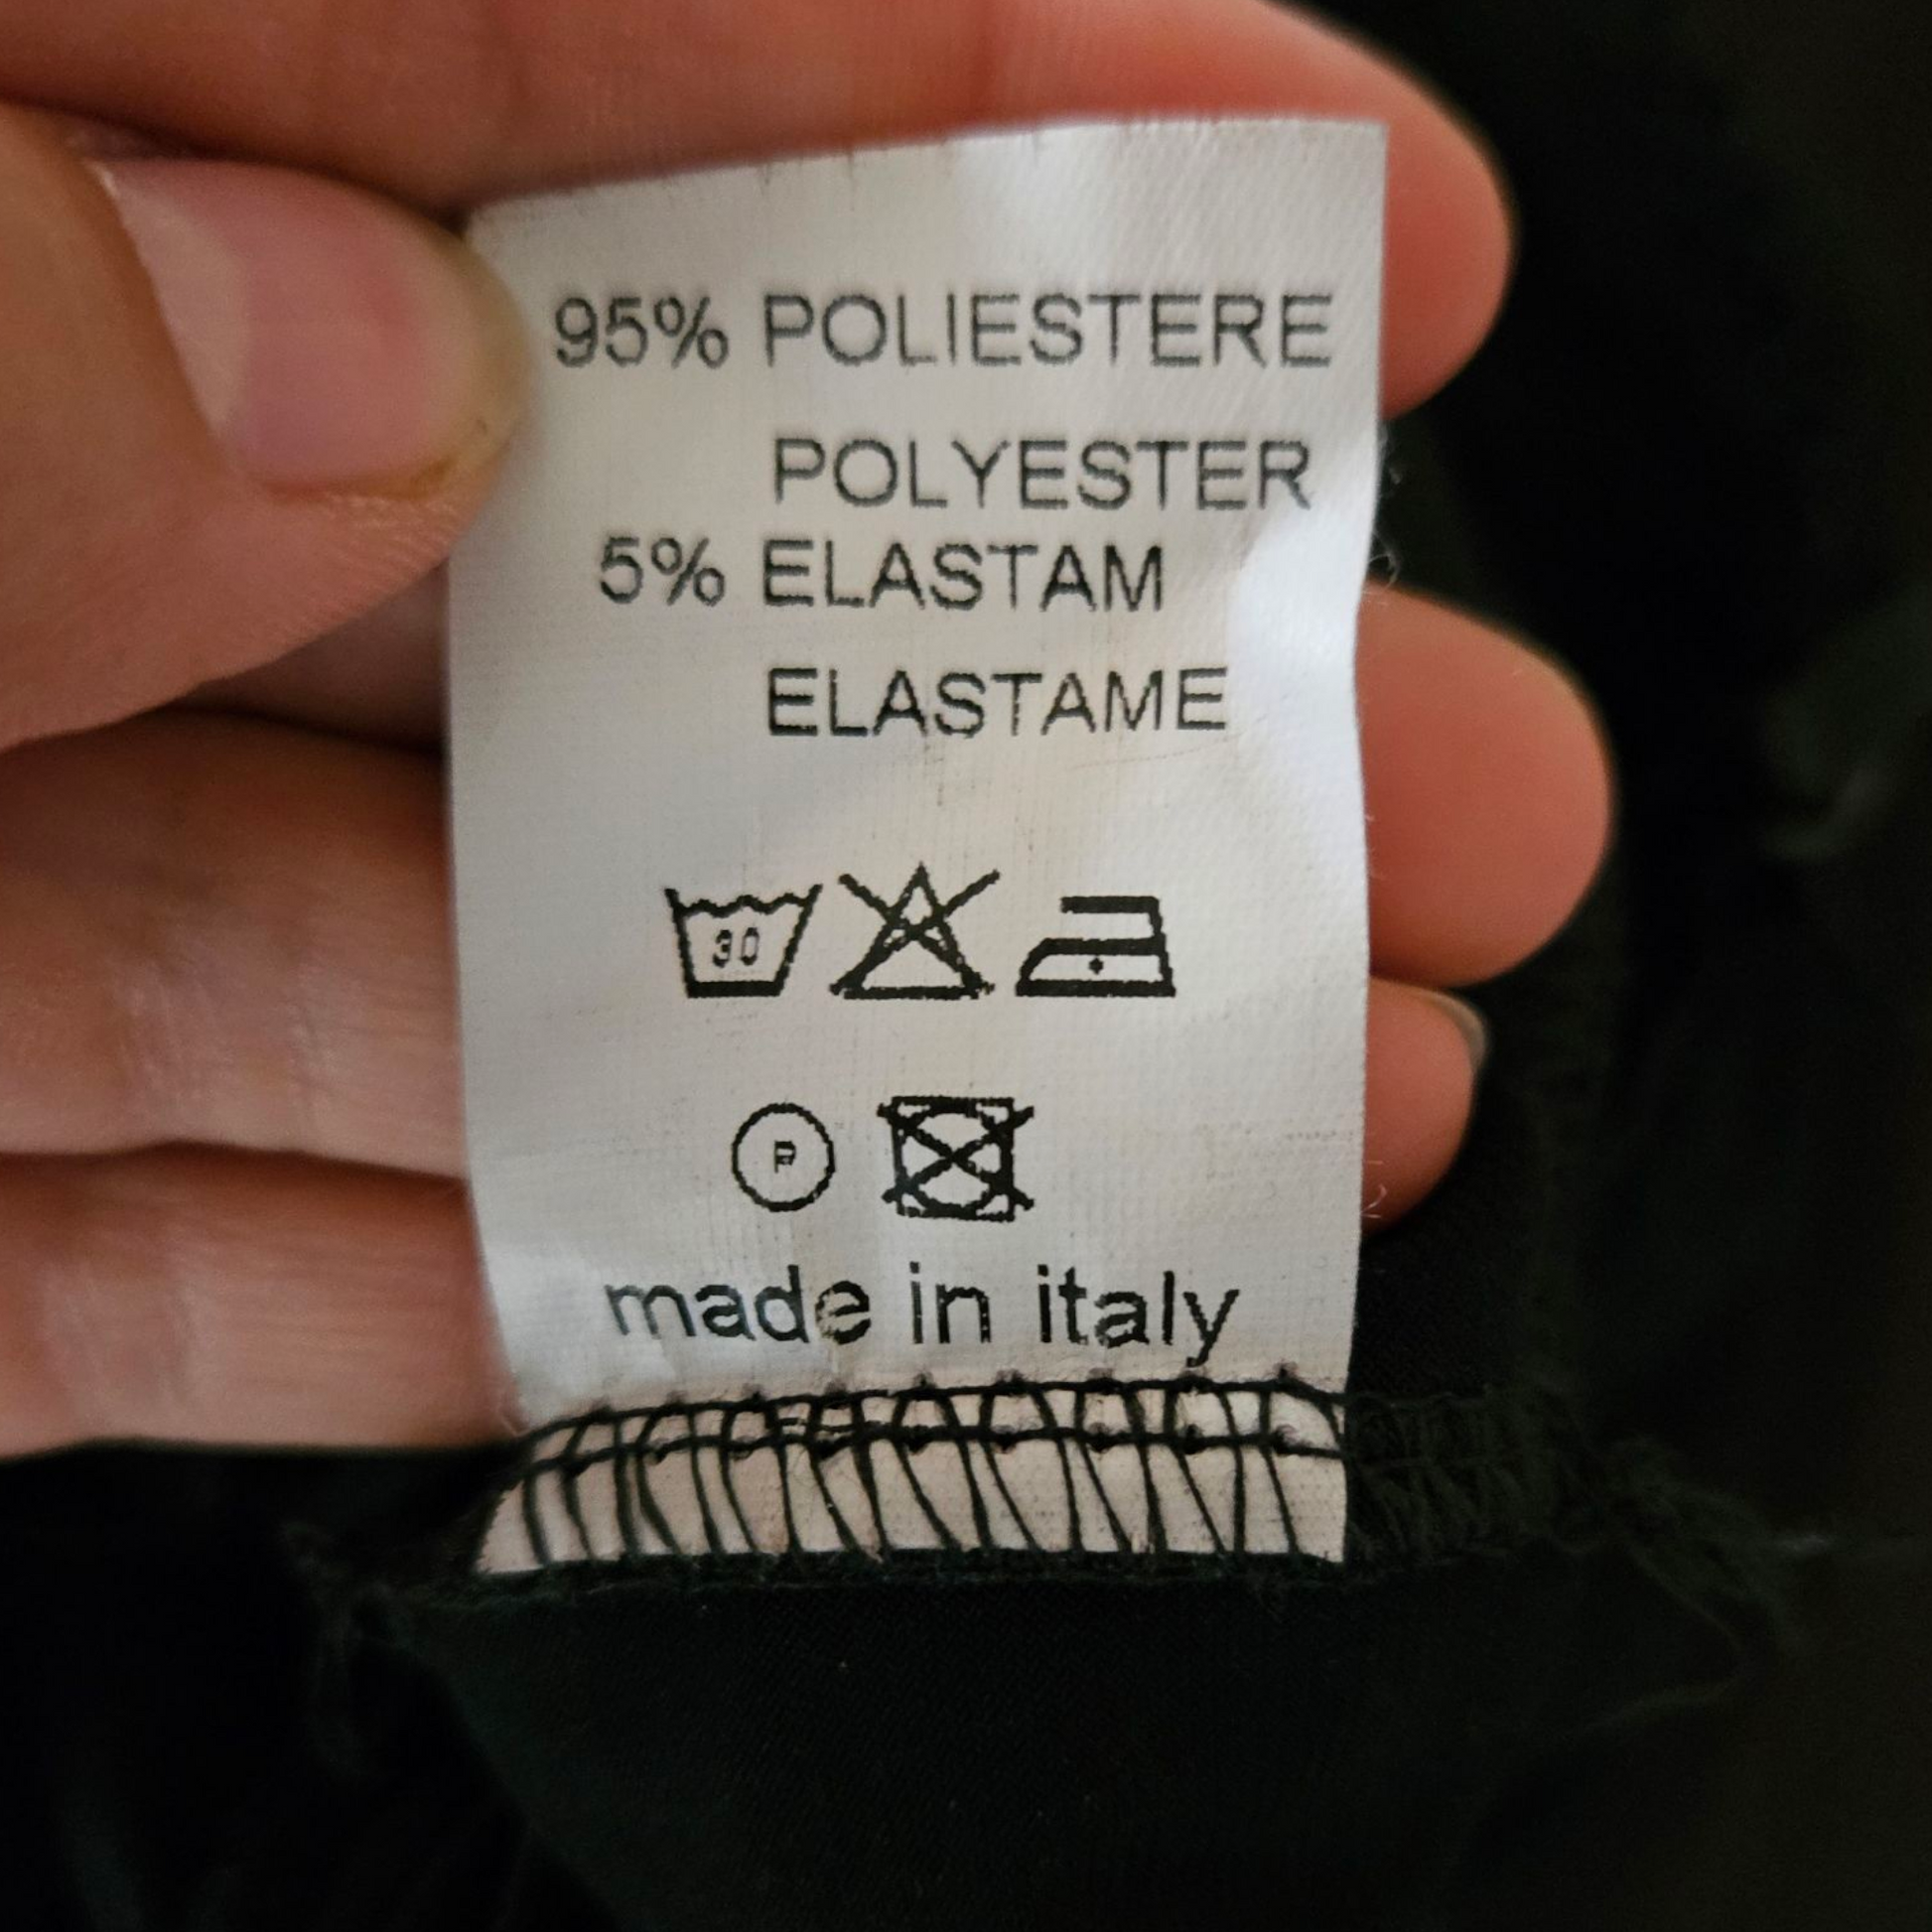 95% POLIESTERE
POLYESTER
5% ELASTAM
ELASTAME
30
P
made in italy